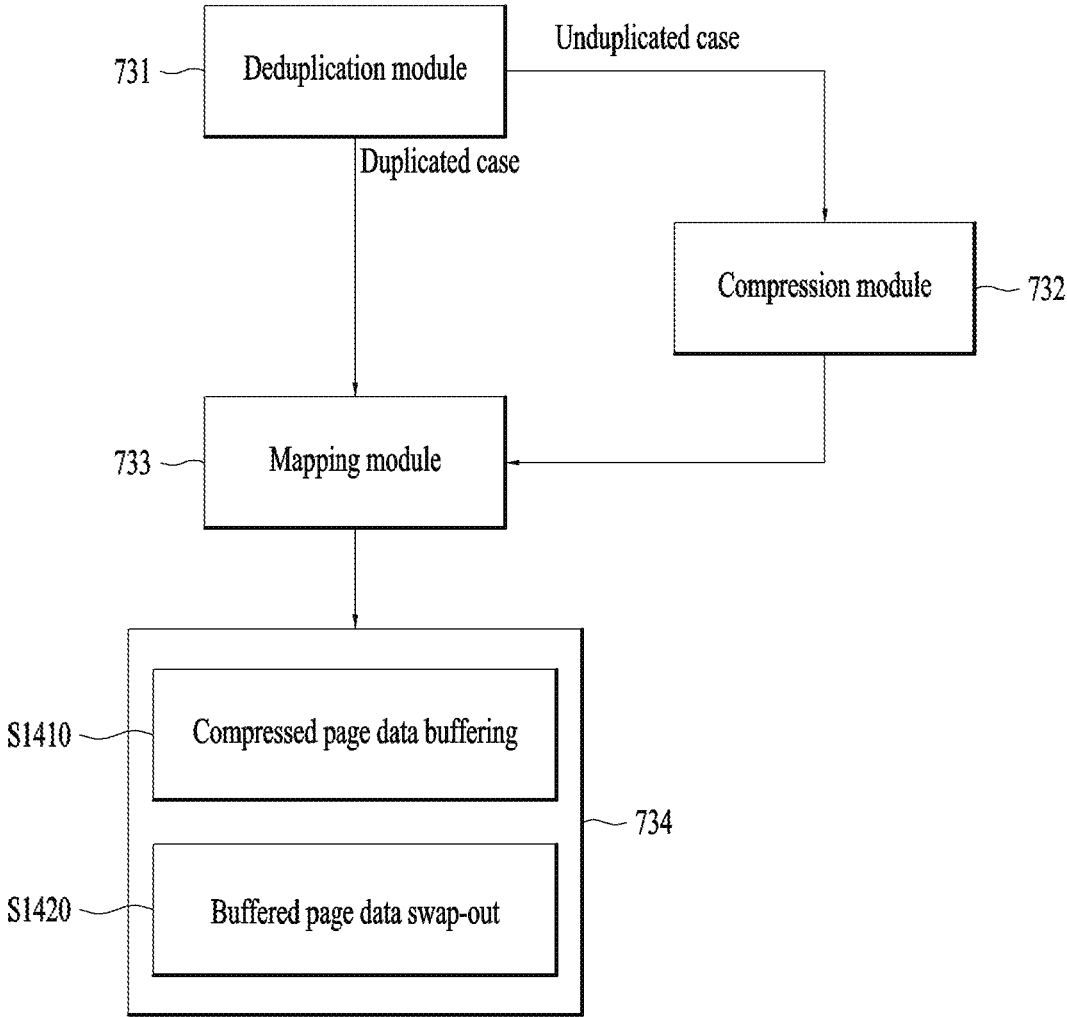 Unduplicated case
731
Deduplication module
Duplicated case
Compression module
732
733
Mapping module
S1410
Compressed page data buffering
734
S1420
Buffered page data swap-out